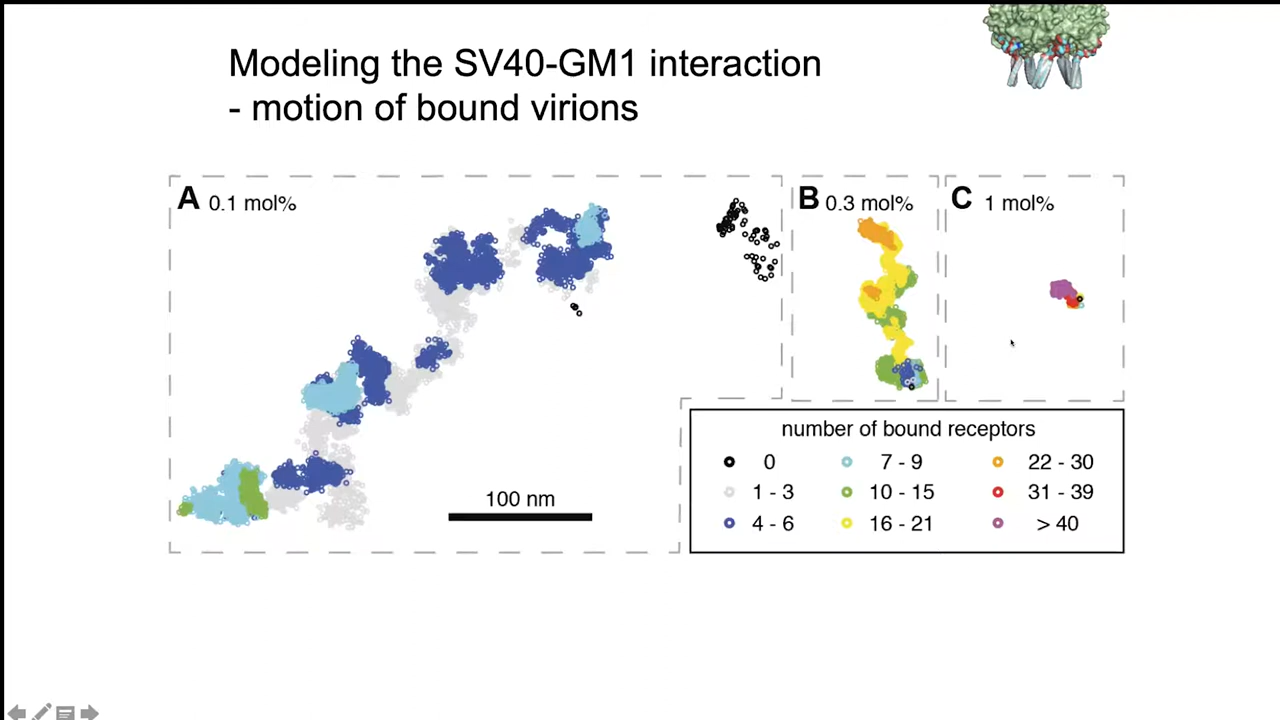 Modeling the SV40-GM1 interaction
- motion of bound virions
A 0.1 mol%
B 0.3 mol%
C 1 mol%
100 nm
number of bound receptors
0 7 - 9 22 - 30
1 - 3 10 - 15 31 - 39
4 - 6 16 - 21 > 40